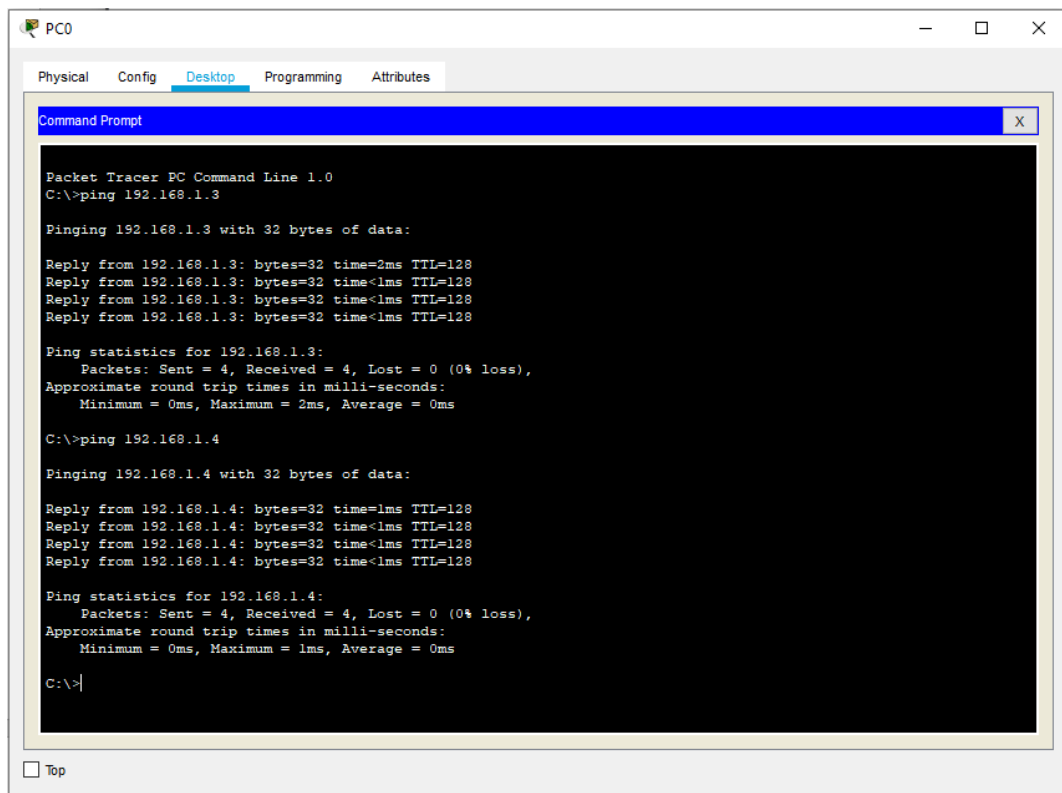 PC0
Physical Config Desktop Programming Attributes
Command Prompt
X
Packet Tracer PC Command Line 1.0
C:\>ping 192.168.1.3
Pinging 192.168.1.3 with 32 bytes of data:
Reply from 192.168.1.3: bytes=32 time=2ms TTL=128
Reply from 192.168.1.3: bytes=32 time<1ms TTL=128
Reply from 192.168.1.3: bytes=32 time<1ms TTL=128
Reply from 192.168.1.3: bytes=32 time<1ms TTL=128
Ping statistics for 192.168.1.3:
    Packets: Sent = 4, Received = 4, Lost = 0 (0% loss),
Approximate round trip times in milli-seconds:
    Minimum = 0ms, Maximum = 2ms, Average = 0ms
C:\>ping 192.168.1.4
Pinging 192.168.1.4 with 32 bytes of data:
Reply from 192.168.1.4: bytes=32 time=1ms TTL=128
Reply from 192.168.1.4: bytes=32 time<1ms TTL=128
Reply from 192.168.1.4: bytes=32 time<1ms TTL=128
Reply from 192.168.1.4: bytes=32 time<1ms TTL=128
Ping statistics for 192.168.1.4:
    Packets: Sent = 4, Received = 4, Lost = 0 (0% loss),
Approximate round trip times in milli-seconds:
    Minimum = 0ms, Maximum = 1ms, Average = 0ms
C:\>
Top